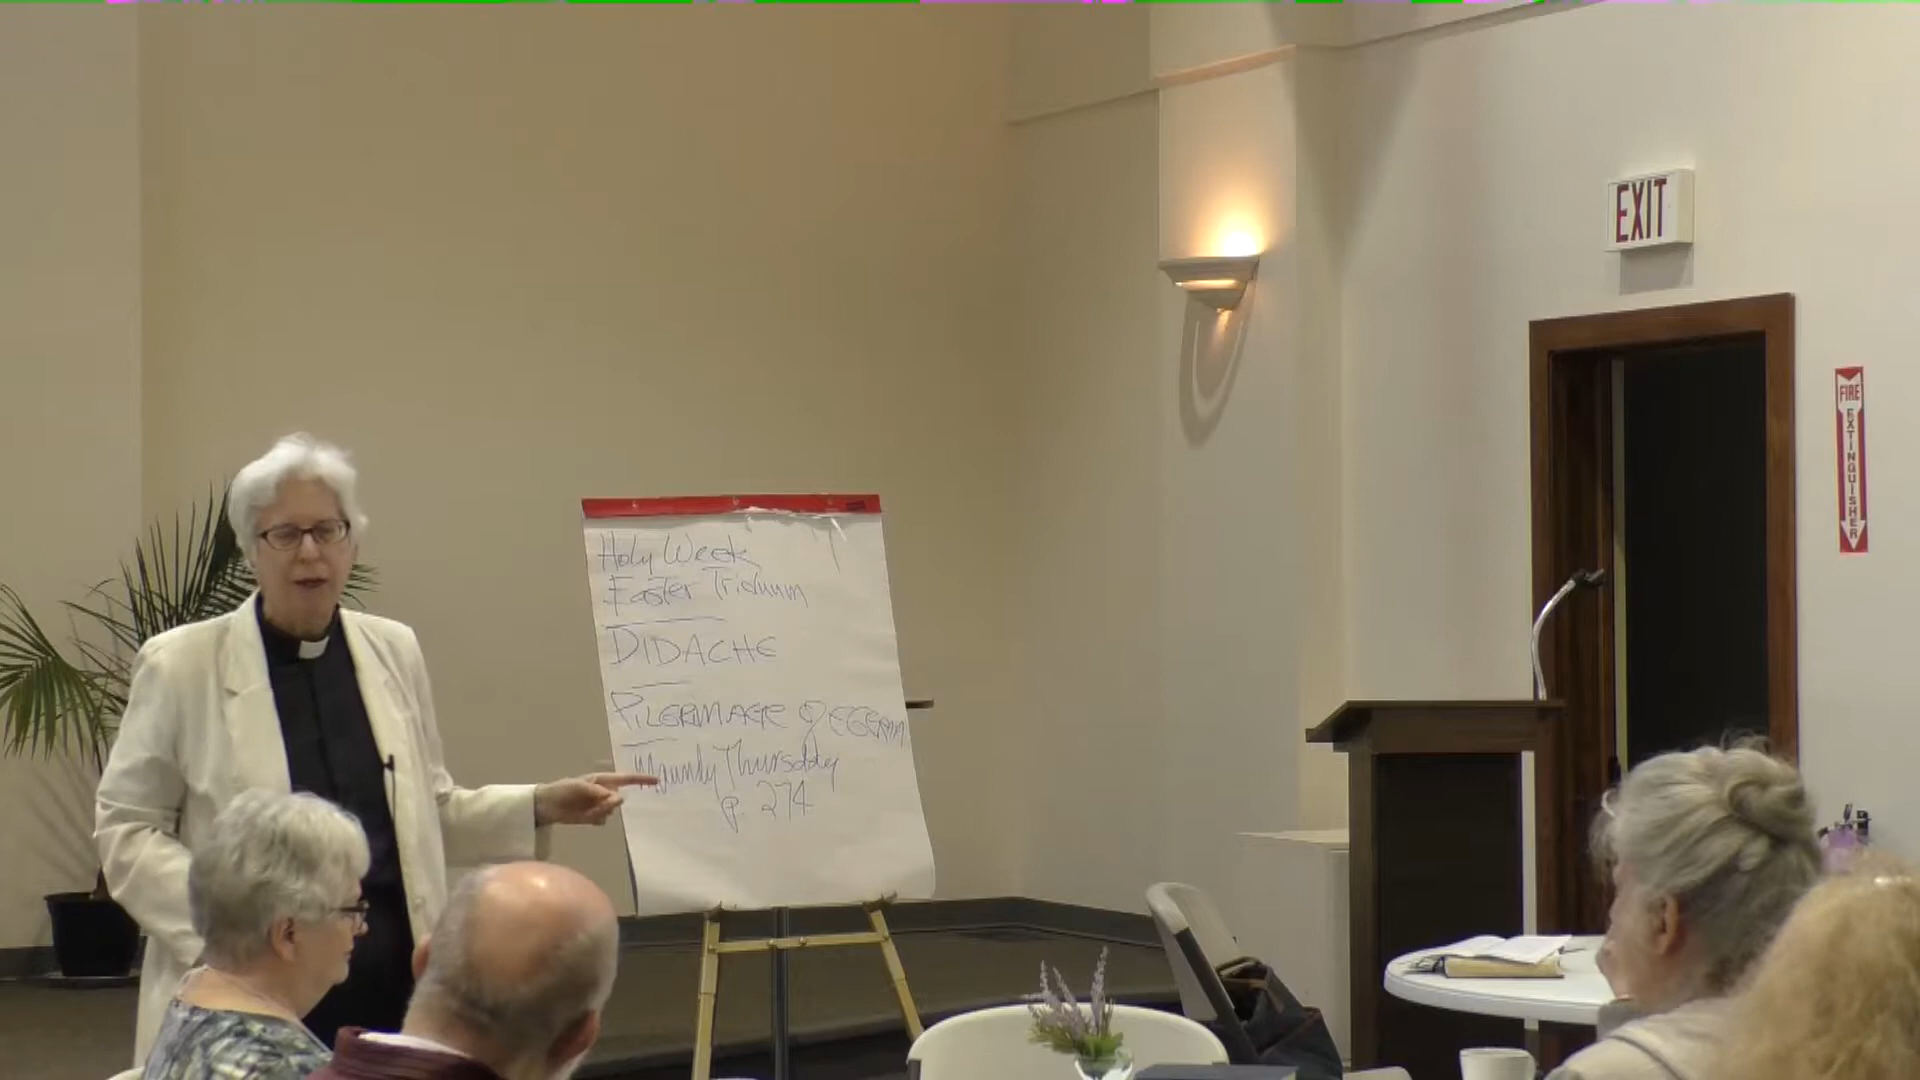 Holy Week
Easter Triduum
DIDACHE
PILGRIMAGE of EGERIA
Maundy Thursday
p. 274
EXIT
FIRE
EXTINGUISHER